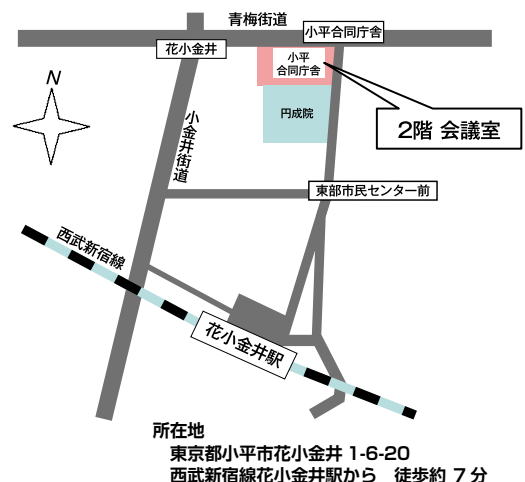 青梅街道
小平合同庁舎
花小金井
小平
合同庁舎
N
円成院
2階 会議室
小金井街道
東部市民センター前
西武新宿線
花小金井駅
所在地
東京都小平市花小金井 1-6-20
西武新宿線花小金井駅から 徒歩約 7 分